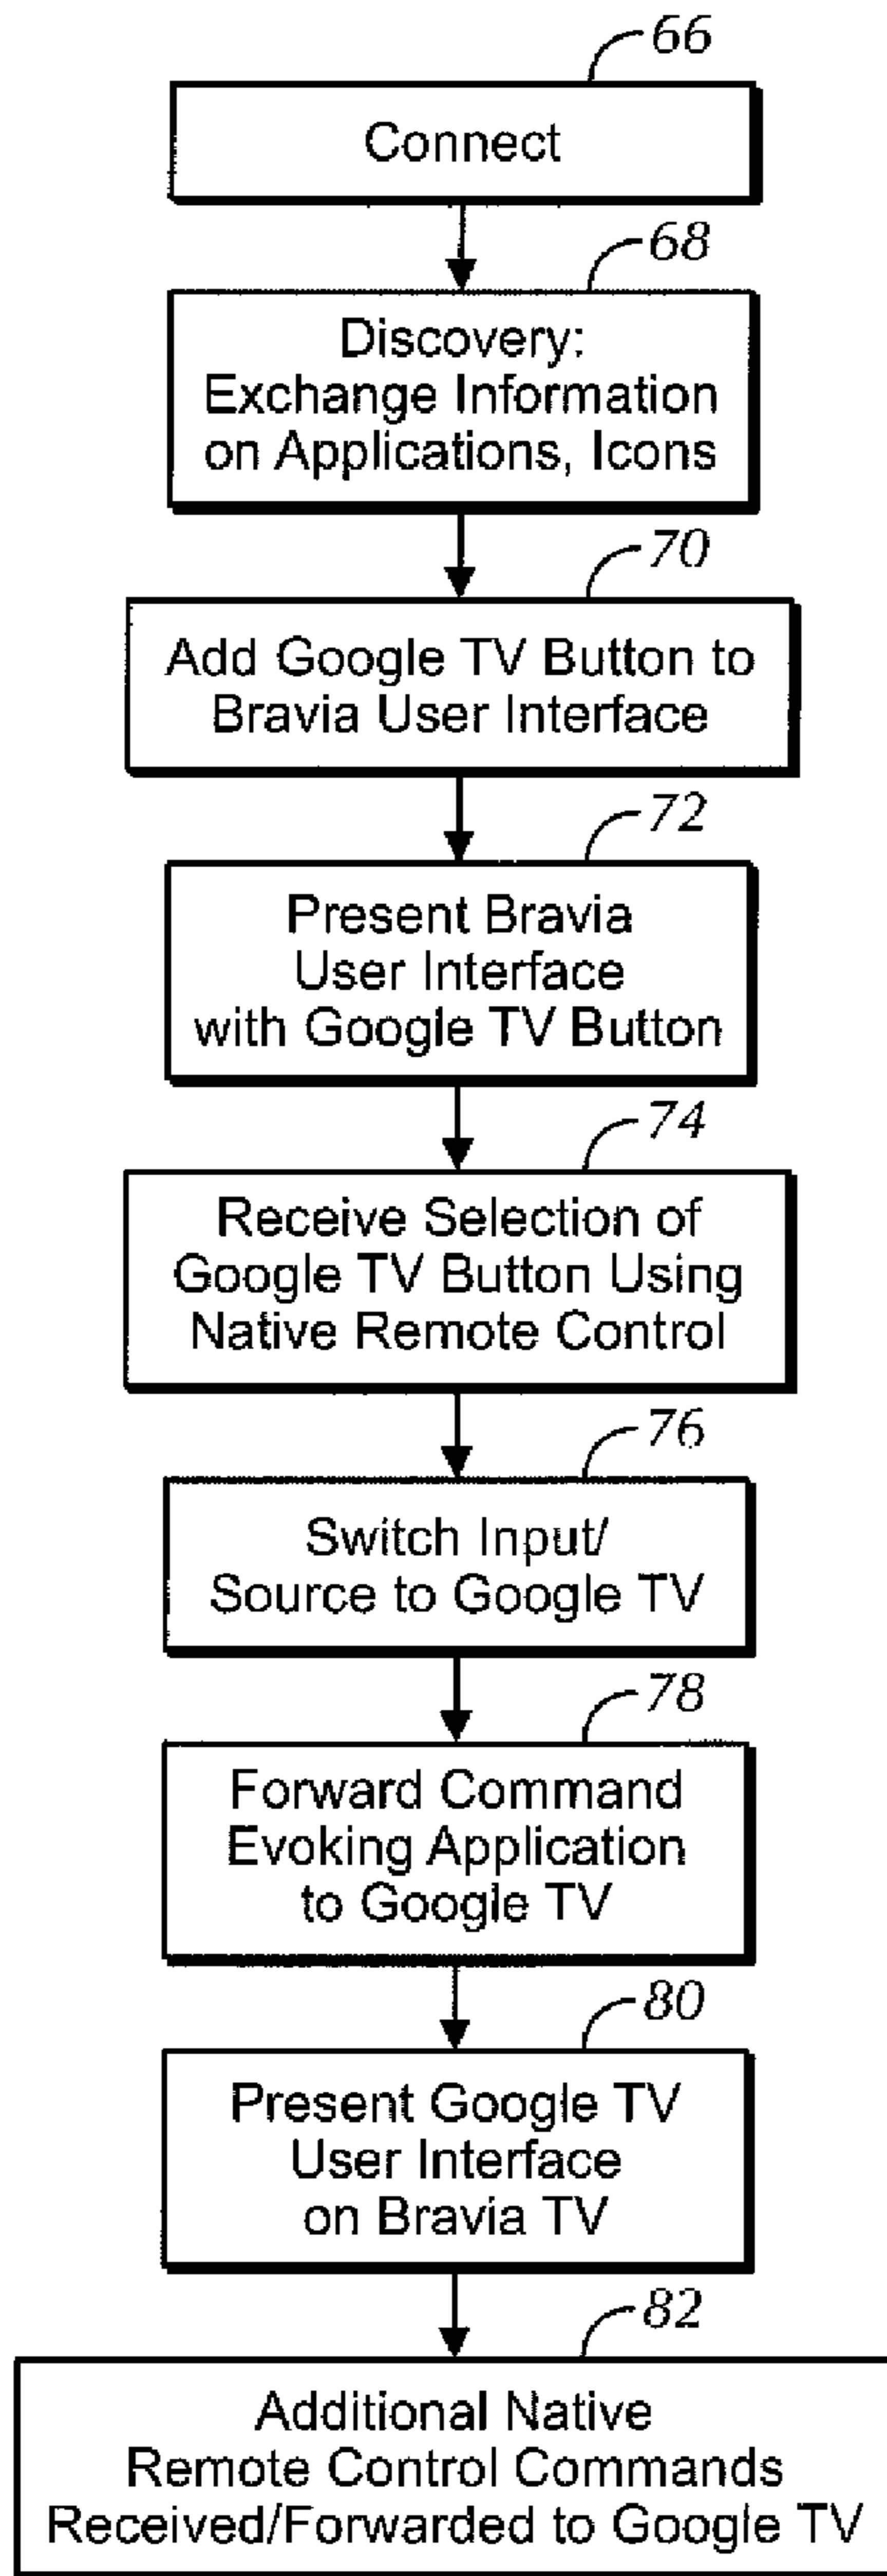 66
Connect
68
Discovery:
Exchange Information
on Applications, Icons
70
Add Google TV Button to
Bravia User Interface
72
Present Bravia
User Interface
with Google TV Button
74
Receive Selection of
Google TV Button Using
Native Remote Control
76
Switch Input/
Source to Google TV
78
Forward Command
Evoking Application
to Google TV
80
Present Google TV
User Interface
on Bravia TV
82
Additional Native
Remote Control Commands
Received/Forwarded to Google TV